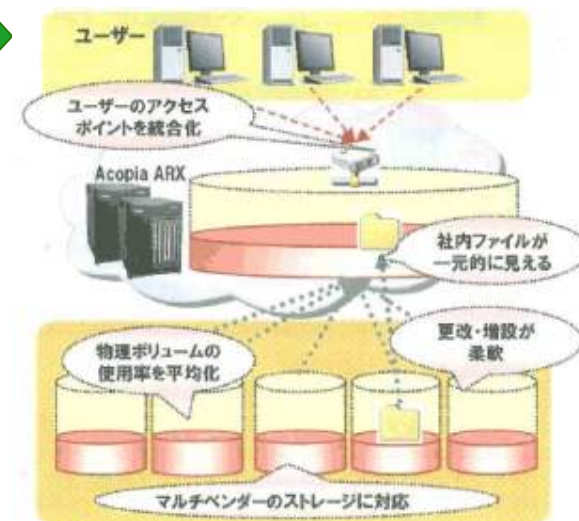 ユーザー
ユーザーのアクセス
ポイントを統合化
Acopia ARX
社内ファイルが
一元的に見える
物理ボリュームの
使用率を平均化
更改・増設が
柔軟
マルチベンダーのストレージに対応